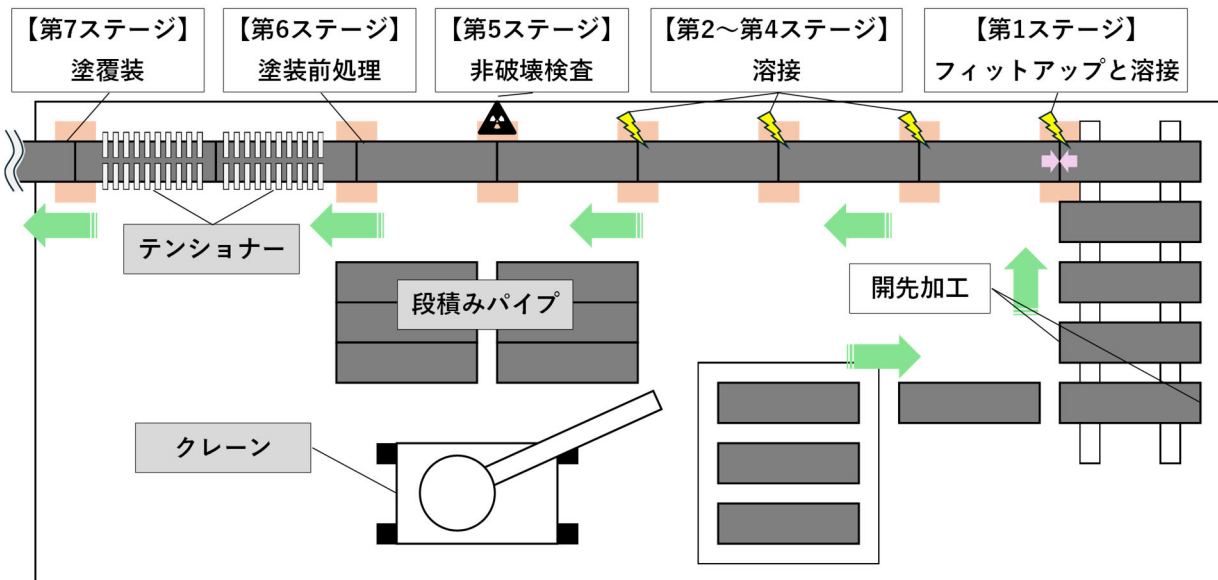 【第7ステージ】
塗覆装
【第6ステージ】
塗装前処理
【第5ステージ】
非破壊検査
【第2～第4ステージ】
溶接
【第1ステージ】
フィットアップと溶接
テンショナー
段積みパイプ
開先加工
クレーン